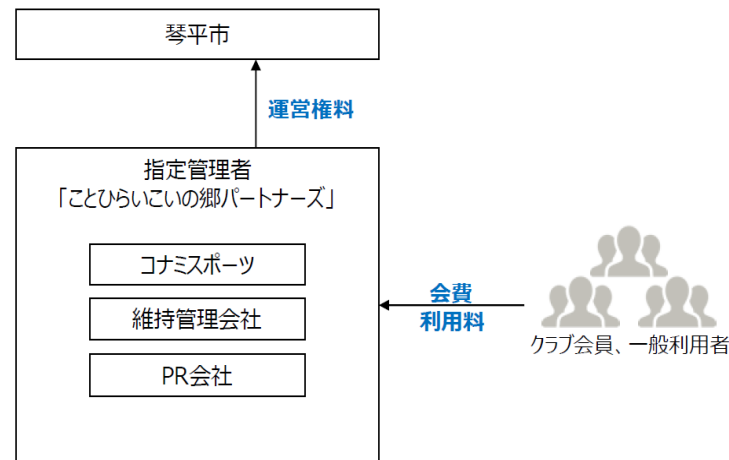 琴平市
運営権料
指定管理者
「ことひらいこいの郷パートナーズ」
コナミスポーツ
維持管理会社
PR会社
会費
利用料
クラブ会員、一般利用者